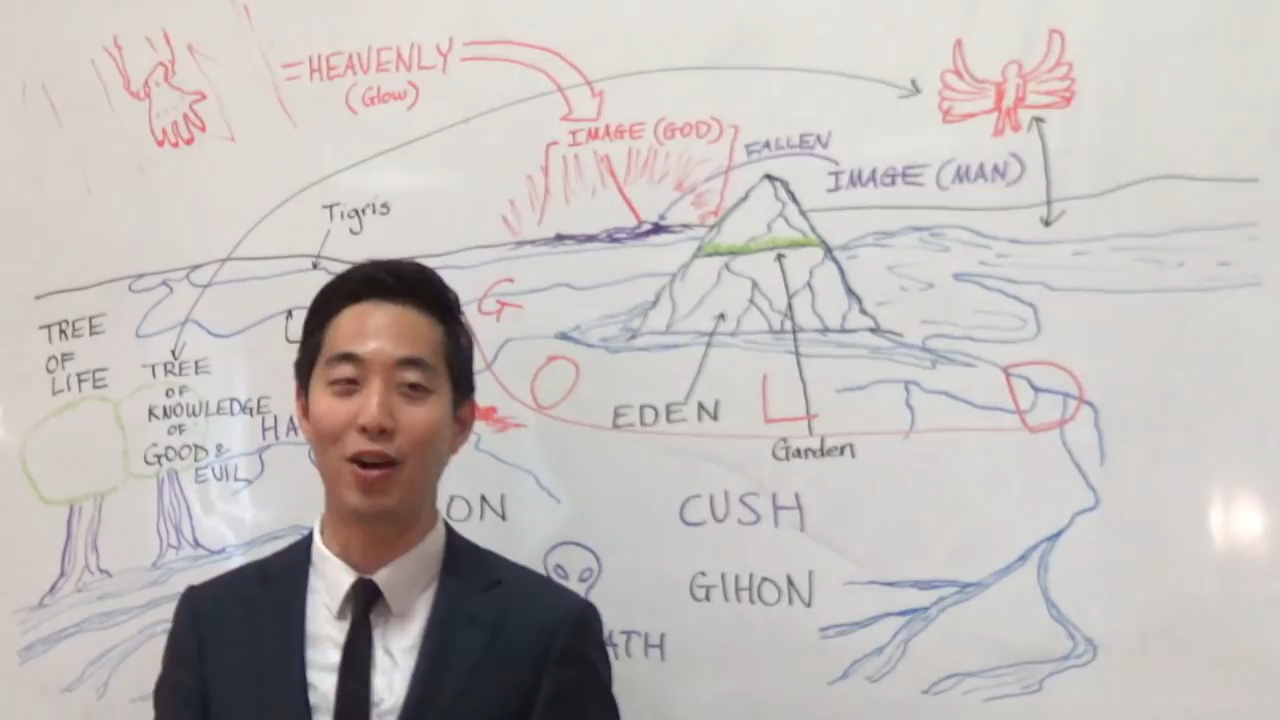 =HEAVENLY
(Glow)
IMAGE (GOD)
FALLEN
IMAGE (MAN)
Tigris
G
O
L
TREE
OF
LIFE
TREE
OF
KNOWLEDGE
OF
GOOD &
EVIL
HA
EDEN
Garden
ON
CUSH
GIHON
ATH